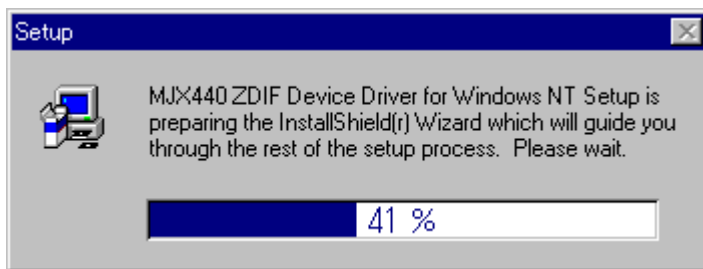 Setup
MJX440 ZDIF Device Driver for Windows NT Setup is
preparing the InstallShield(r) Wizard which will guide you
through the rest of the setup process.  Please wait.
41 %